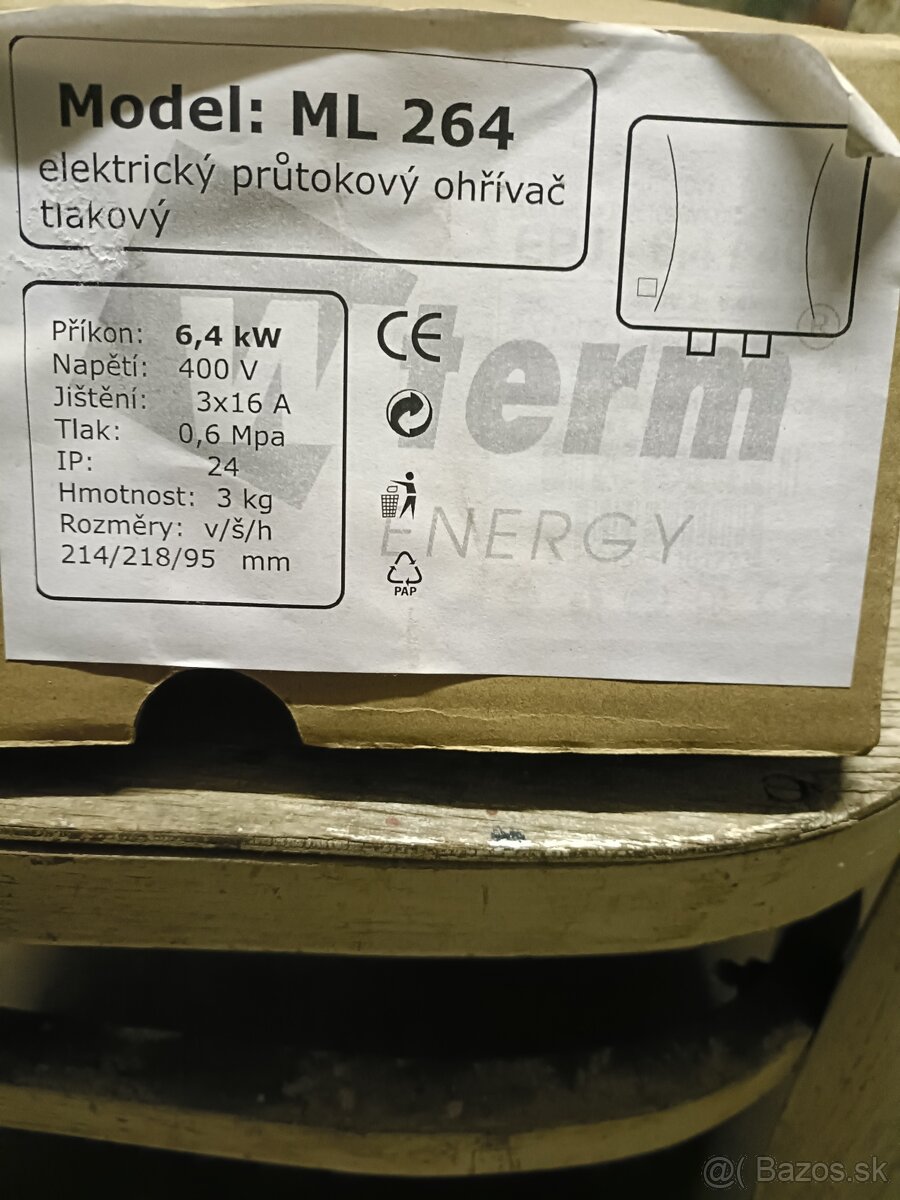 Model: ML 264
elektrický průtokový ohřívač
tlakový
Příkon: 6,4 kW
Napětí: 400 V
Jištění: 3x16 A
Tlak: 0,6 Mpa
IP: 24
Hmotnost: 3 kg
Rozměry: v/š/h
214/218/95 mm
CE
PAP
Wterm
®
ENERGY
@( Bazos.sk